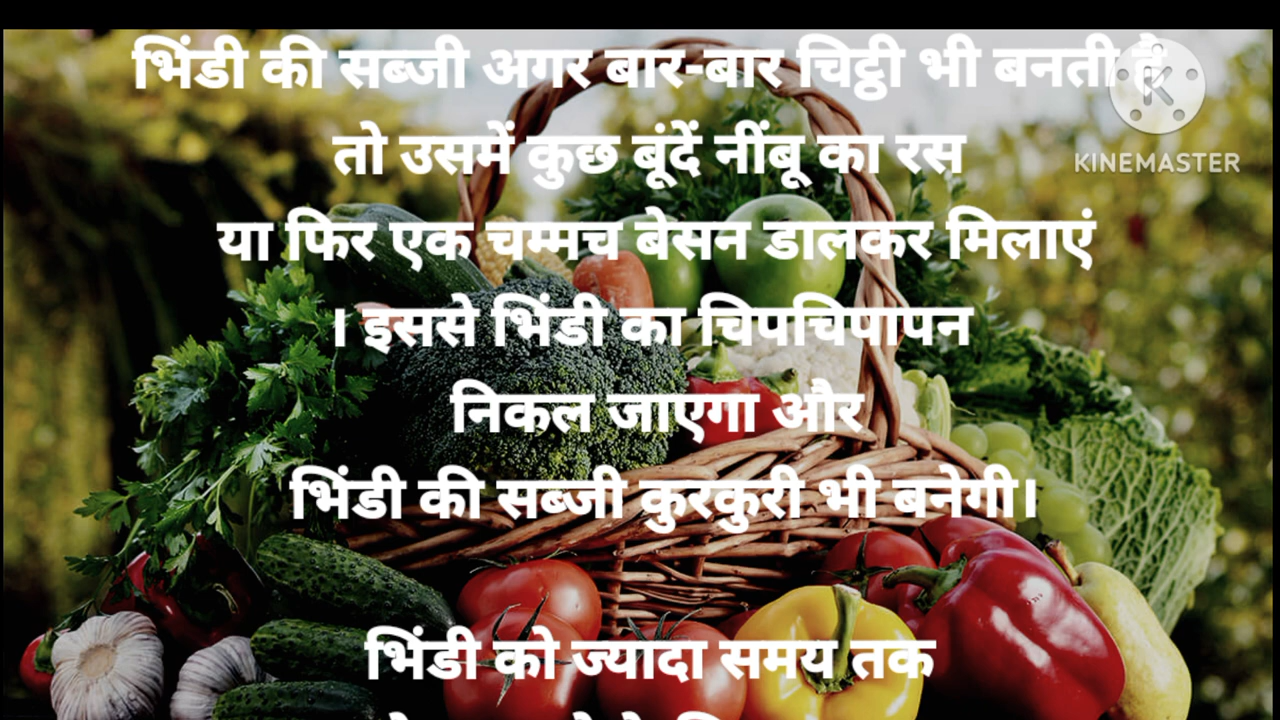 भिंडी की सब्जी अगर बार-बार चिट्ठी भी बनती है
तो उसमें कुछ बूंदें नींबू का रस
या फिर एक चम्मच बेसन डालकर मिलाएं
। इससे भिंडी का चिपचिपापन
निकल जाएगा और
भिंडी की सब्जी कुरकुरी भी बनेगी।
भिंडी को ज्यादा समय तक
KINEMASTER